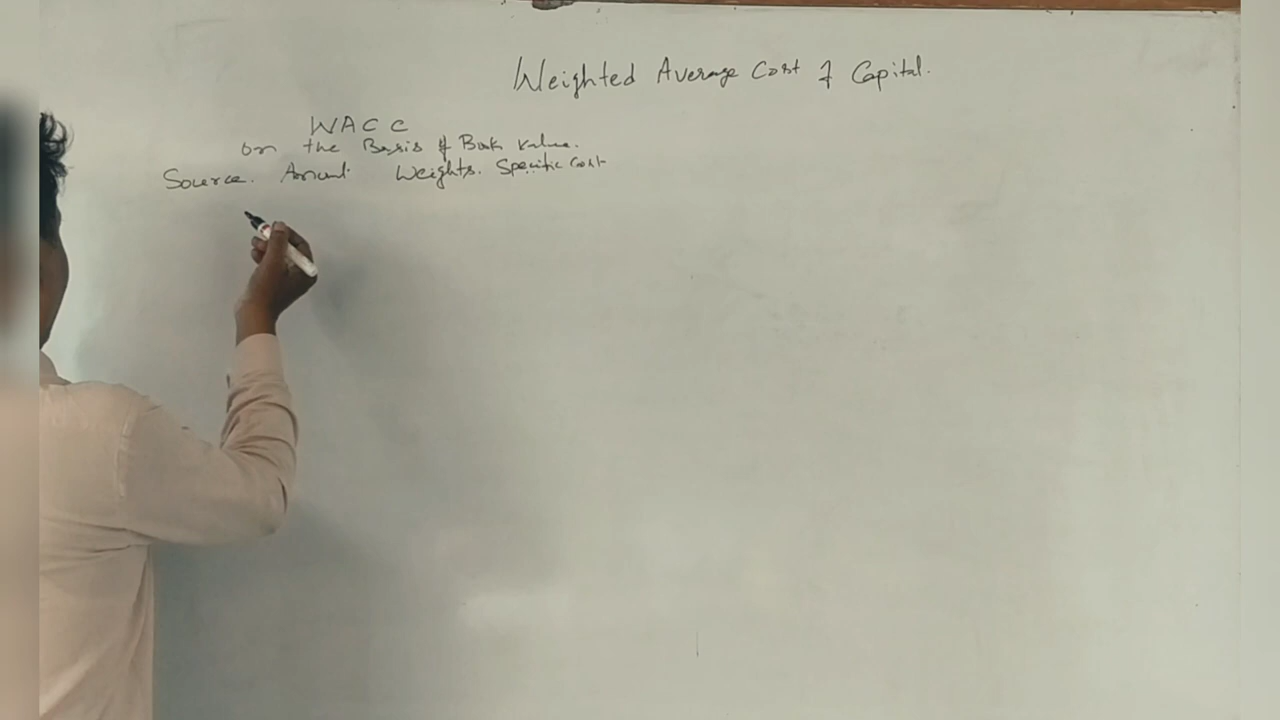 Weighted Average Cost of Capital.
WACC
on the Basis of Book Value.
Source. Amount Weights. Specific Cost